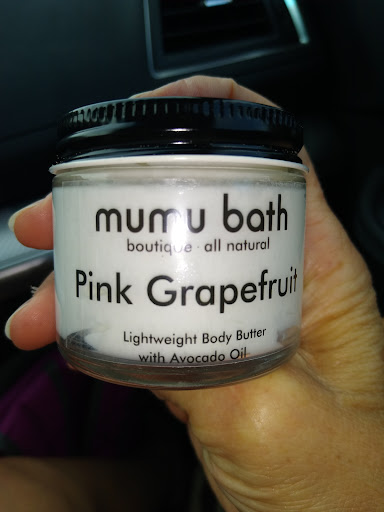 mumu bath
boutique · all natural
Pink Grapefruit
Lightweight Body Butter
with Avocado Oil